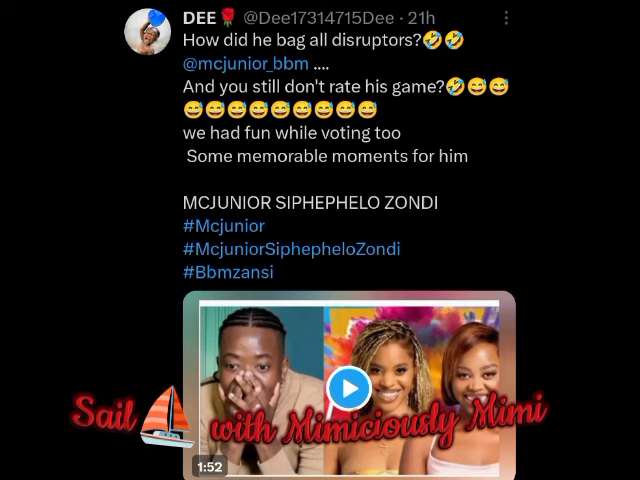 DEE🌹 @Dee17314715Dee · 21h
How did he bag all disruptors?🤣🤣
@mcjunior_bbm ....
And you still don't rate his game?🤣😅😅
😅😅😅😅😅😅😅😅😅
we had fun while voting too
Some memorable moments for him
MCJUNIOR SIPHEPHELO ZONDI
#Mcjunior
#McjuniorSiphepheloZondi
#Bbmzansi
Sail with Mimiciously Mimi
1:52